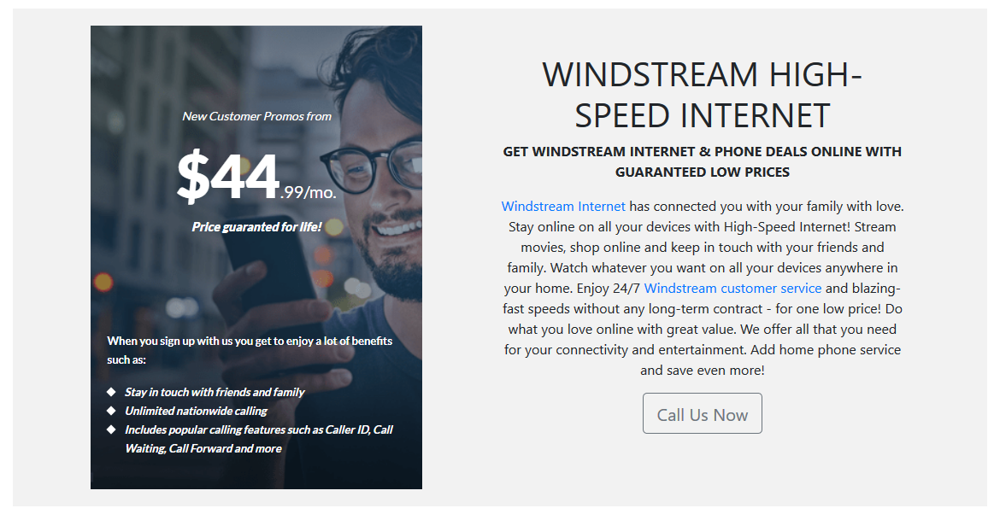 New Customer Promos from
$44.99/mo.
Price guaranted for life!
When you sign up with us you get to enjoy a lot of benefits
such as:
Stay in touch with friends and family
Unlimited nationwide calling
Includes popular calling features such as Caller ID, Call
Waiting, Call Forward and more
WINDSTREAM HIGH-
SPEED INTERNET
GET WINDSTREAM INTERNET & PHONE DEALS ONLINE WITH
GUARANTEED LOW PRICES
Windstream Internet has connected you with your family with love.
Stay online on all your devices with High-Speed Internet! Stream
movies, shop online and keep in touch with your friends and
family. Watch whatever you want on all your devices anywhere in
your home. Enjoy 24/7 Windstream customer service and blazing-
fast speeds without any long-term contract - for one low price! Do
what you love online with great value. We offer all that you need
for your connectivity and entertainment. Add home phone service
and save even more!
Call Us Now